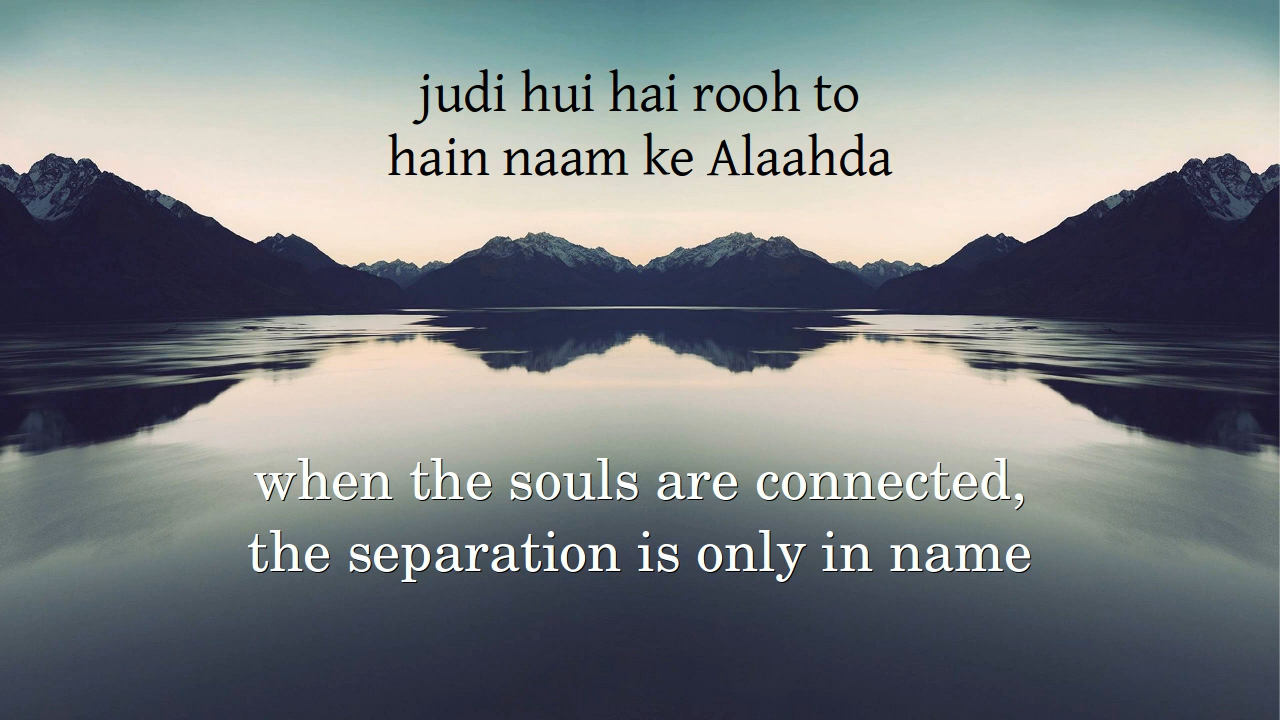 judi hui hai rooh to
hain naam ke Alaahda
when the souls are connected,
the separation is only in name